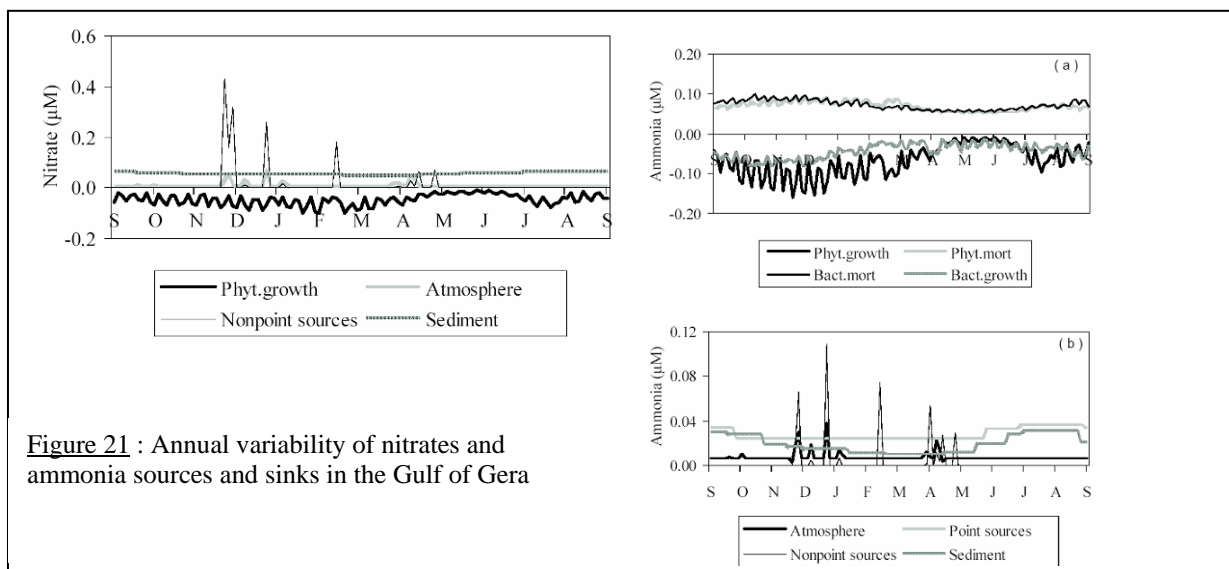 0.6
0.4
0.2
0.0
-0.2
Nitrate (µM)
S O N D J F M A M J J A S
Phyt.growth Atmosphere
Nonpoint sources Sediment
Figure 21 : Annual variability of nitrates and
ammonia sources and sinks in the Gulf of Gera
( a )
0.20
0.10
0.00
-0.10
-0.20
Ammonia (µM)
S O N D M A M J J A S
Phyt.growth Phyt.mort
Bact.mort Bact.growth
( b )
0.12
0.08
0.04
0.00
Ammonia (µM)
S O N D J F M A M J J A S
Atmosphere Point sources
Nonpoint sources Sediment